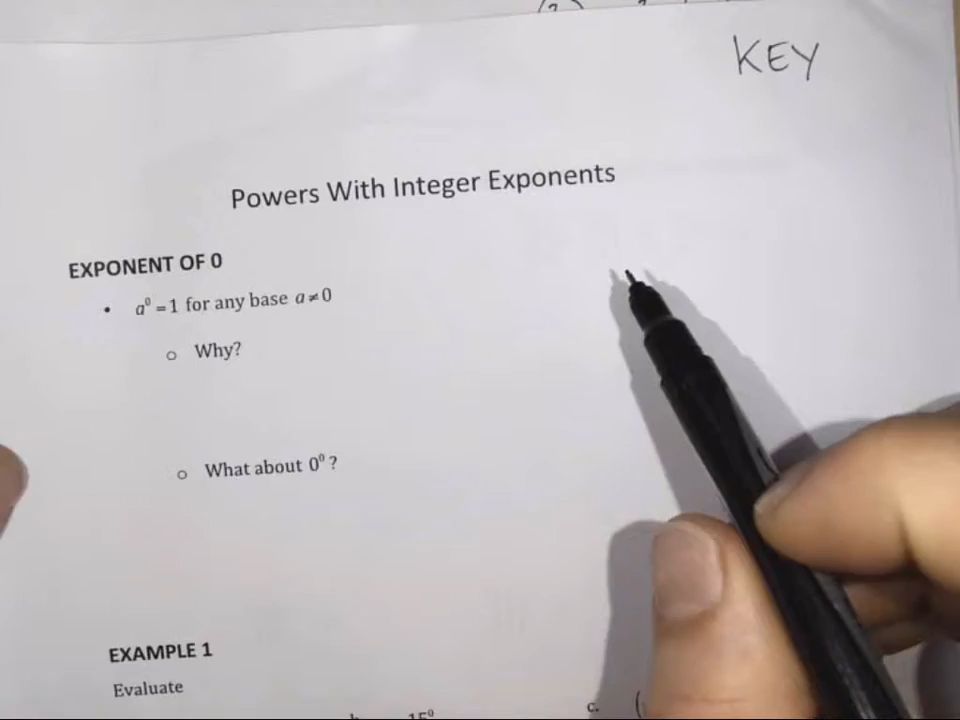 KEY
Powers With Integer Exponents
EXPONENT OF 0
• a⁰ = 1 for any base a ≠ 0
o Why?
o What about 0⁰ ?
EXAMPLE 1
Evaluate
b. 15⁰ c. (